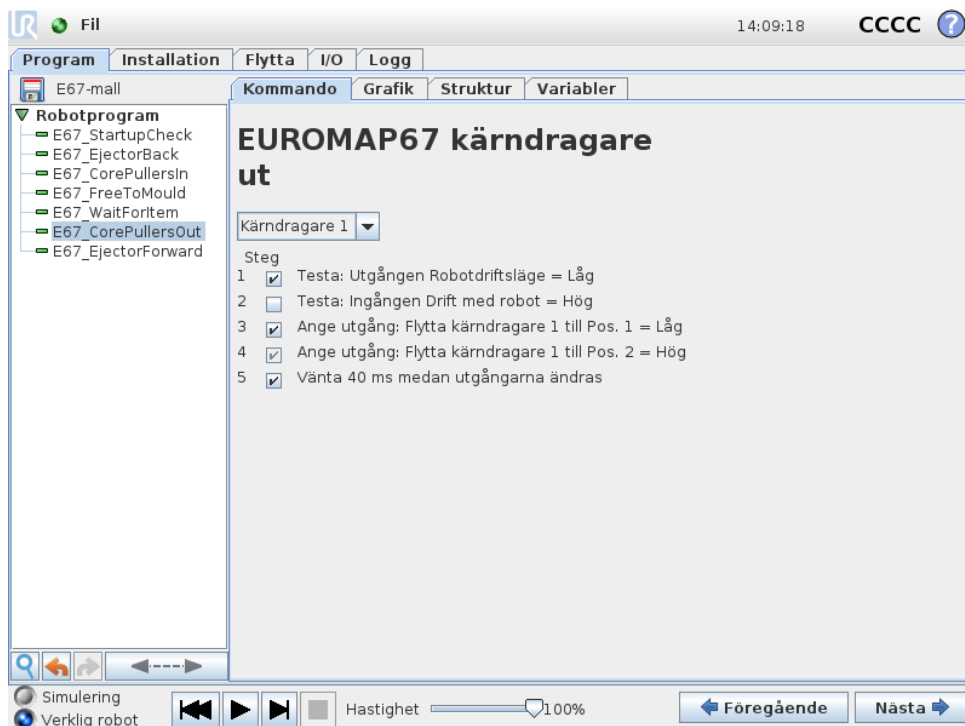 UR Fil 14:09:18 CCCC ?
Program Installation Flytta I/O Logg
E67-mall Kommando Grafik Struktur Variabler
Robotprogram
E67_StartupCheck
E67_EjectorBack
E67_CorePullersIn
E67_FreeToMould
E67_WaitForItem
E67_CorePullersOut
E67_EjectorForward
EUROMAP67 kärndragare
ut
Kärndragare 1
Steg
1 Testa: Utgången Robotdriftsläge = Låg
2 Testa: Ingången Drift med robot = Hög
3 Ange utgång: Flytta kärndragare 1 till Pos. 1 = Låg
4 Ange utgång: Flytta kärndragare 1 till Pos. 2 = Hög
5 Vänta 40 ms medan utgångarna ändras
Simulering
Verklig robot
Hastighet 100% Föregående Nästa